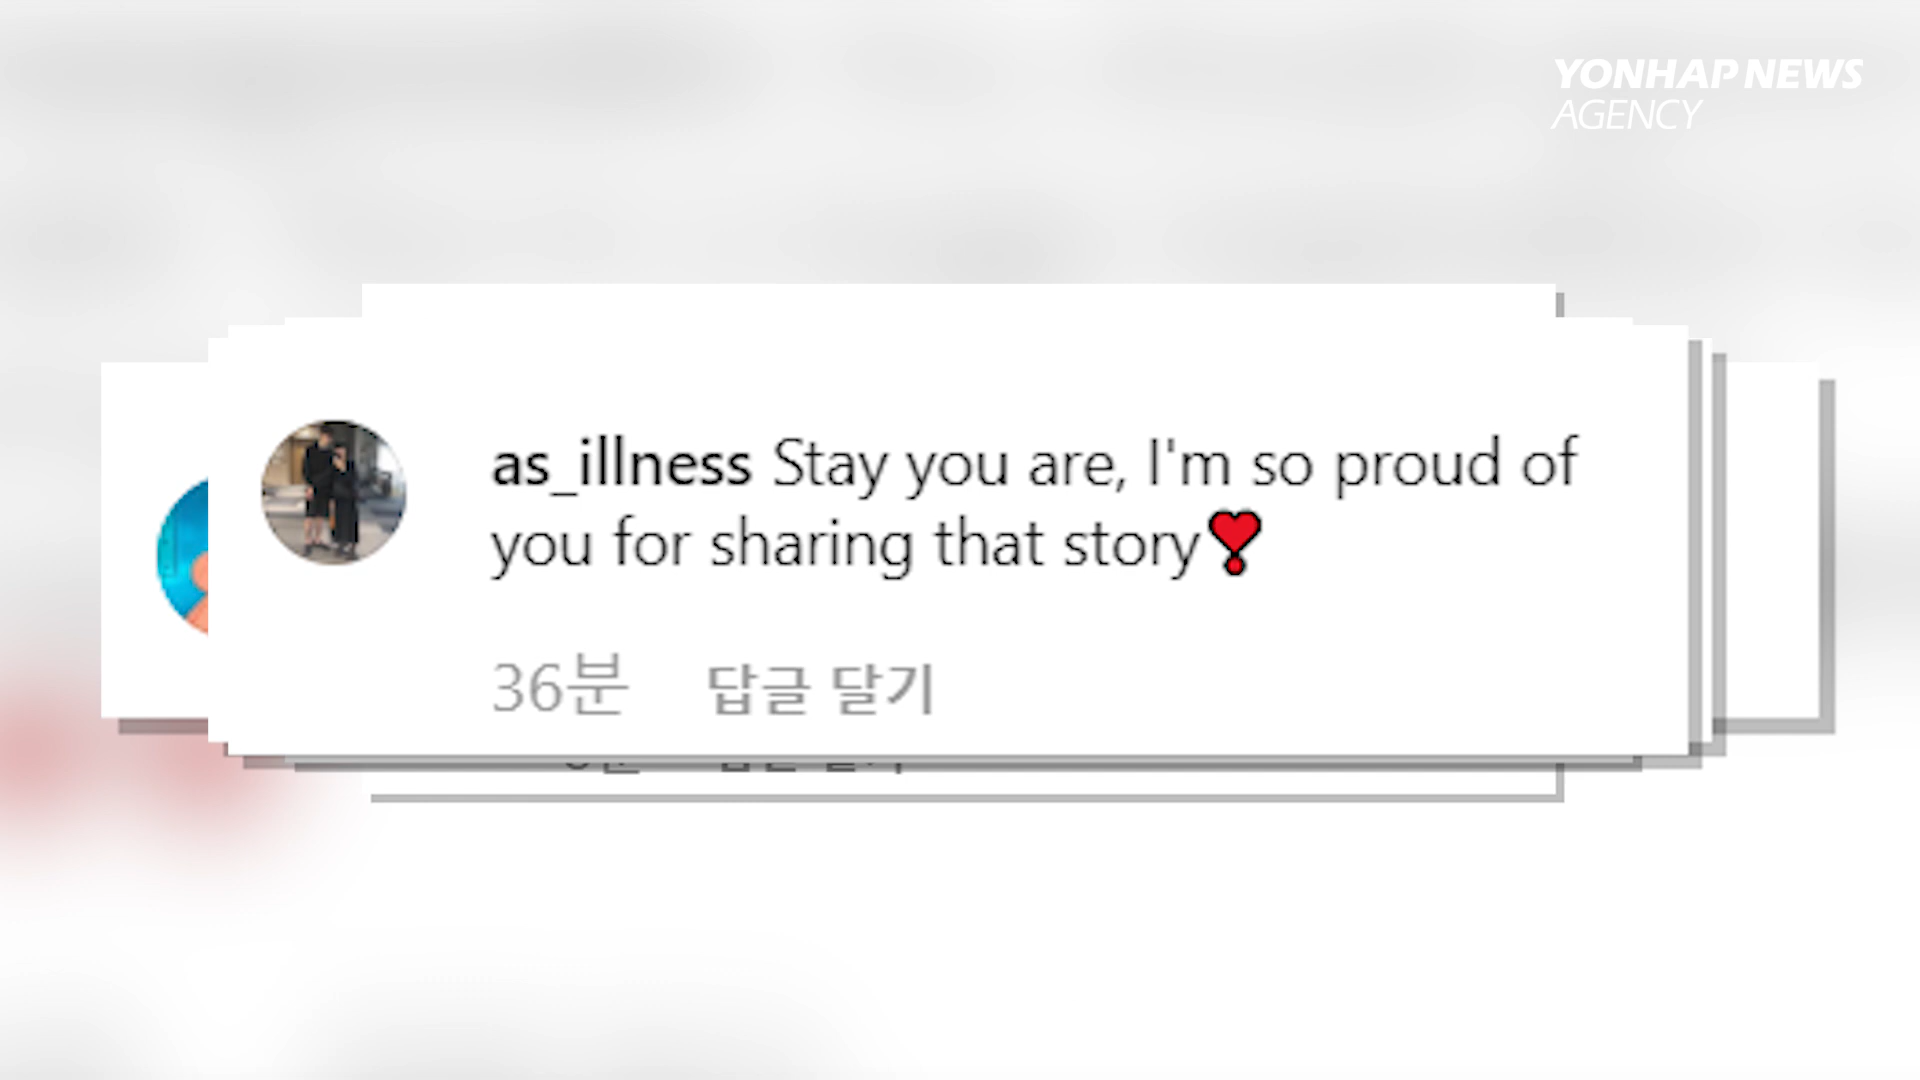 YONHAP NEWS
AGENCY
as_illness Stay you are, I'm so proud of
you for sharing that story❣️
36분 답글 달기